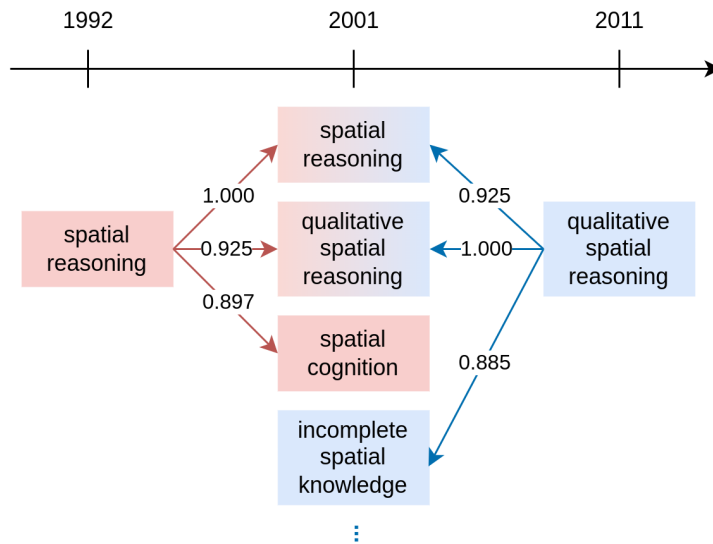 1992
2001
2011
spatial
reasoning
1.000
0.925
0.897
spatial
reasoning
qualitative
spatial
reasoning
spatial
cognition
incomplete
spatial
knowledge
0.925
1.000
0.885
qualitative
spatial
reasoning